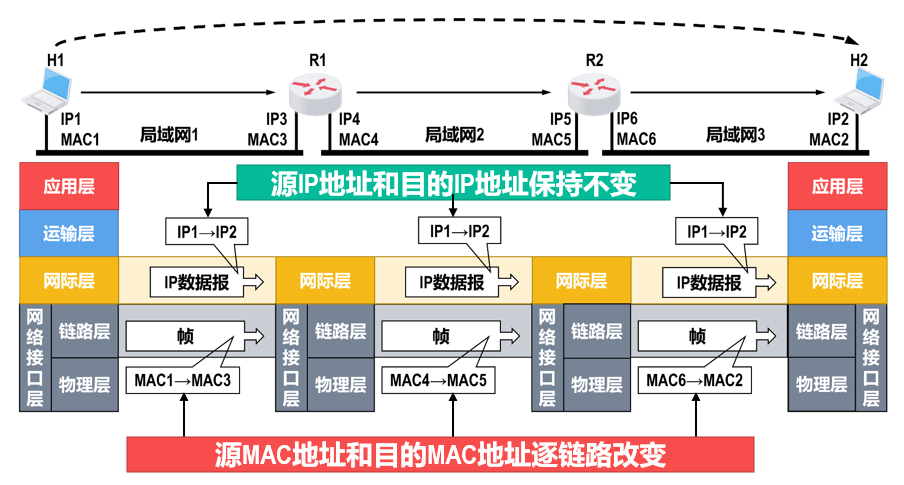 H1
R1
R2
H2
IP1
MAC1
局域网1
IP3
MAC3
IP4
MAC4
局域网2
IP5
MAC5
IP6
MAC6
局域网3
IP2
MAC2
源IP地址和目的IP地址保持不变
应用层
应用层
运输层
IP1→IP2
IP1→IP2
IP1→IP2
运输层
网际层
IP数据报
网际层
IP数据报
网际层
IP数据报
网际层
网络接口层
链路层
物理层
帧
MAC1→MAC3
网络接口层
链路层
物理层
帧
MAC4→MAC5
网络接口层
链路层
物理层
帧
MAC6→MAC2
链路层
物理层
网络接口层
源MAC地址和目的MAC地址逐链路改变